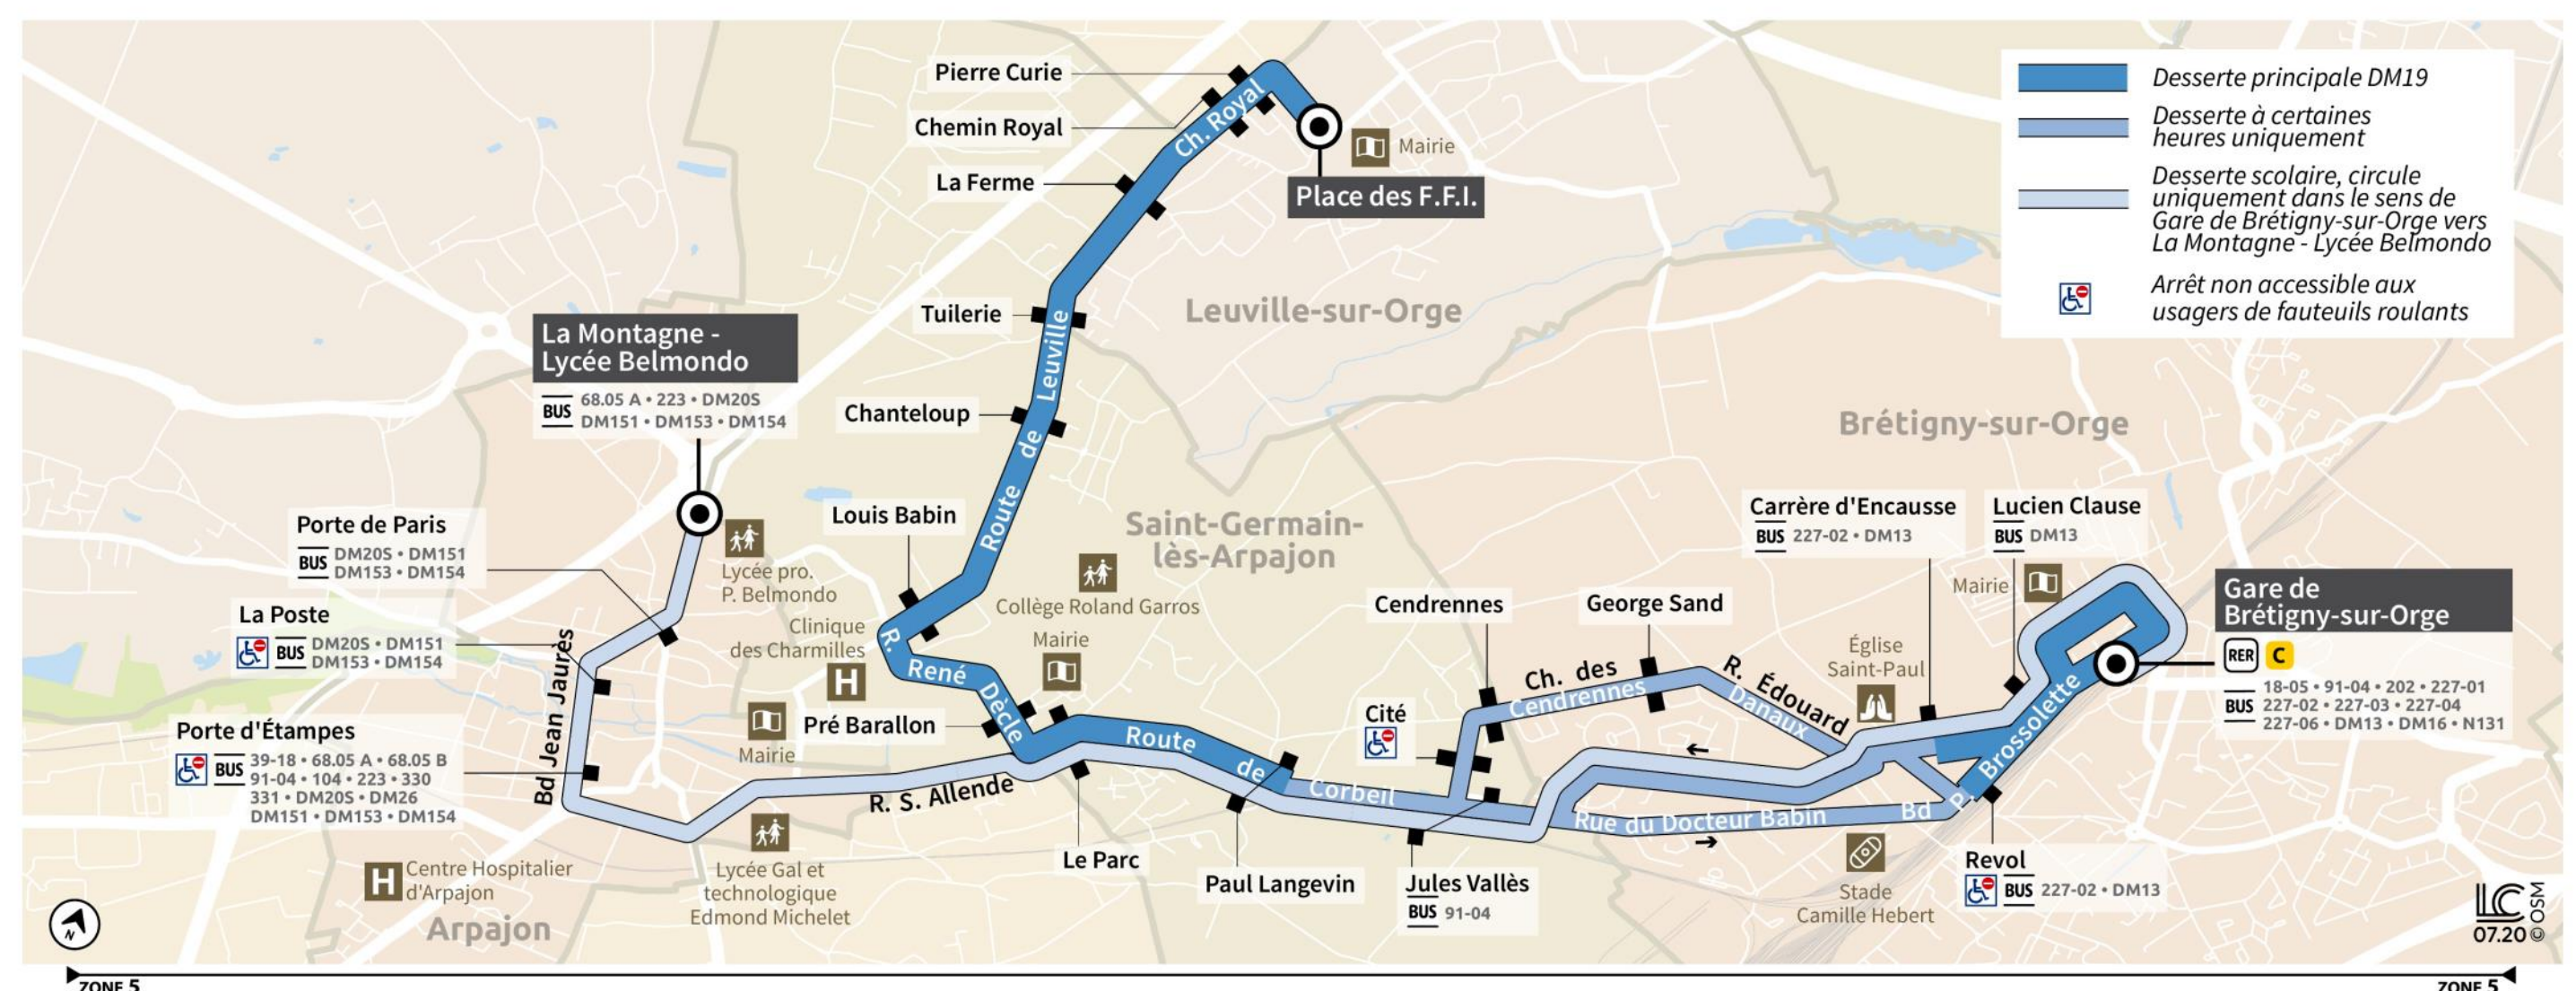 Pierre Curie
Chemin Royal
La Ferme
Ch. Royal
Mairie
Place des F.F.I.
Desserte principale DM19
Desserte à certaines
heures uniquement
Desserte scolaire, circule
uniquement dans le sens de
Gare de Brétigny-sur-Orge vers
La Montagne - Lycée Belmondo
Arrêt non accessible aux
usagers de fauteuils roulants
Tuilerie
Leuville-sur-Orge
La Montagne -
Lycée Belmondo
BUS
68.05 A • 223 • DM20S
DM151 • DM153 • DM154
Chanteloup
Route de Leuville
Brétigny-sur-Orge
Porte de Paris
BUS
DM20S • DM151
DM153 • DM154
Lycée pro.
P. Belmondo
Louis Babin
Saint-Germain-
lès-Arpajon
Collège Roland Garros
Carrère d'Encausse
BUS 227-02 • DM13
Lucien Clause
BUS DM13
Mairie
Gare de
Brétigny-sur-Orge
RER C
BUS
18-05 • 91-04 • 202 • 227-01
227-02 • 227-03 • 227-04
227-06 • DM13 • DM16 • N131
La Poste
BUS
DM20S • DM151
DM153 • DM154
Clinique
des Charmilles
H
Mairie
R. René Dècle
Cendrennes
George Sand
Église
Saint-Paul
Ch. des
Cendrennes
R. Édouard
Danaux
Bd Jean Jaurès
Porte d'Étampes
BUS
39-18 • 68.05 A • 68.05 B
91-04 • 104 • 223 • 330
331 • DM20S • DM26
DM151 • DM153 • DM154
Mairie
Pré Barallon
Cité
Route de Corbeil
R. S. Allende
Rue du Docteur Babin
Bd P. Brossolette
H
Centre Hospitalier
d'Arpajon
Arpajon
Lycée Gal et
technologique
Edmond Michelet
Le Parc
Paul Langevin
Jules Vallès
BUS 91-04
Stade
Camille Hebert
Revol
BUS 227-02 • DM13
N
LC
07.20
© OSM
ZONE 5
ZONE 5